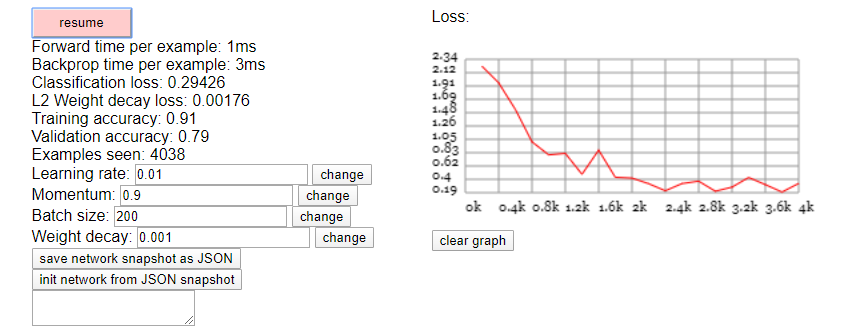 resume
Forward time per example: 1ms
Backprop time per example: 3ms
Classification loss: 0.29426
L2 Weight decay loss: 0.00176
Training accuracy: 0.91
Validation accuracy: 0.79
Examples seen: 4038
Learning rate: 0.01 change
Momentum: 0.9 change
Batch size: 200 change
Weight decay: 0.001 change
save network snapshot as JSON
init network from JSON snapshot
Loss:
2.34
2.12
1.91
1.69
1.48
1.26
1.05
0.83
0.62
0.4
0.19
0k 0.4k 0.8k 1.2k 1.6k 2k 2.4k 2.8k 3.2k 3.6k 4k
clear graph